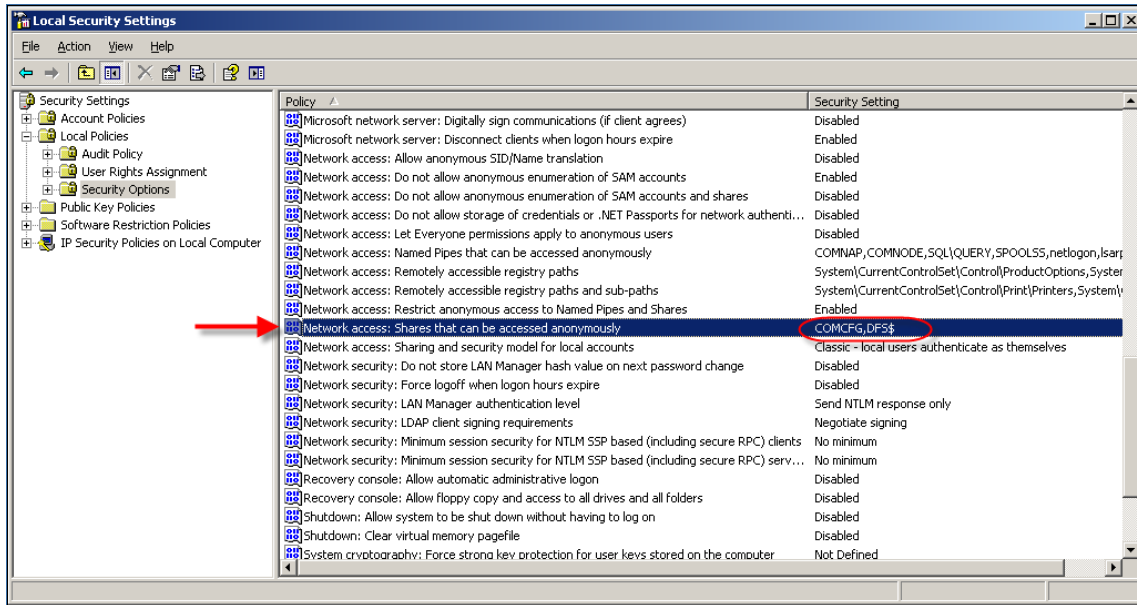 Local Security Settings
File Action View Help
Security Settings
Account Policies
Local Policies
Audit Policy
User Rights Assignment
Security Options
Public Key Policies
Software Restriction Policies
IP Security Policies on Local Computer
Policy Security Setting
Microsoft network server: Digitally sign communications (if client agrees) Disabled
Microsoft network server: Disconnect clients when logon hours expire Enabled
Network access: Allow anonymous SID/Name translation Disabled
Network access: Do not allow anonymous enumeration of SAM accounts Enabled
Network access: Do not allow anonymous enumeration of SAM accounts and shares Disabled
Network access: Do not allow storage of credentials or .NET Passports for network authenti... Disabled
Network access: Let Everyone permissions apply to anonymous users Disabled
Network access: Named Pipes that can be accessed anonymously COMNAP,COMNODE,SQL\QUERY,SPOOLSS,netlogon,lsarp
Network access: Remotely accessible registry paths System\CurrentControlSet\Control\ProductOptions,System
Network access: Remotely accessible registry paths and sub-paths System\CurrentControlSet\Control\Print\Printers,System\
Network access: Restrict anonymous access to Named Pipes and Shares Enabled
Network access: Shares that can be accessed anonymously COMCFG,DFS$
Network access: Sharing and security model for local accounts Classic - local users authenticate as themselves
Network security: Do not store LAN Manager hash value on next password change Disabled
Network security: Force logoff when logon hours expire Disabled
Network security: LAN Manager authentication level Send NTLM response only
Network security: LDAP client signing requirements Negotiate signing
Network security: Minimum session security for NTLM SSP based (including secure RPC) clients No minimum
Network security: Minimum session security for NTLM SSP based (including secure RPC) serv... No minimum
Recovery console: Allow automatic administrative logon Disabled
Recovery console: Allow floppy copy and access to all drives and all folders Disabled
Shutdown: Allow system to be shut down without having to log on Disabled
Shutdown: Clear virtual memory pagefile Disabled
System cryptography: Force strong key protection for user keys stored on the computer Not Defined